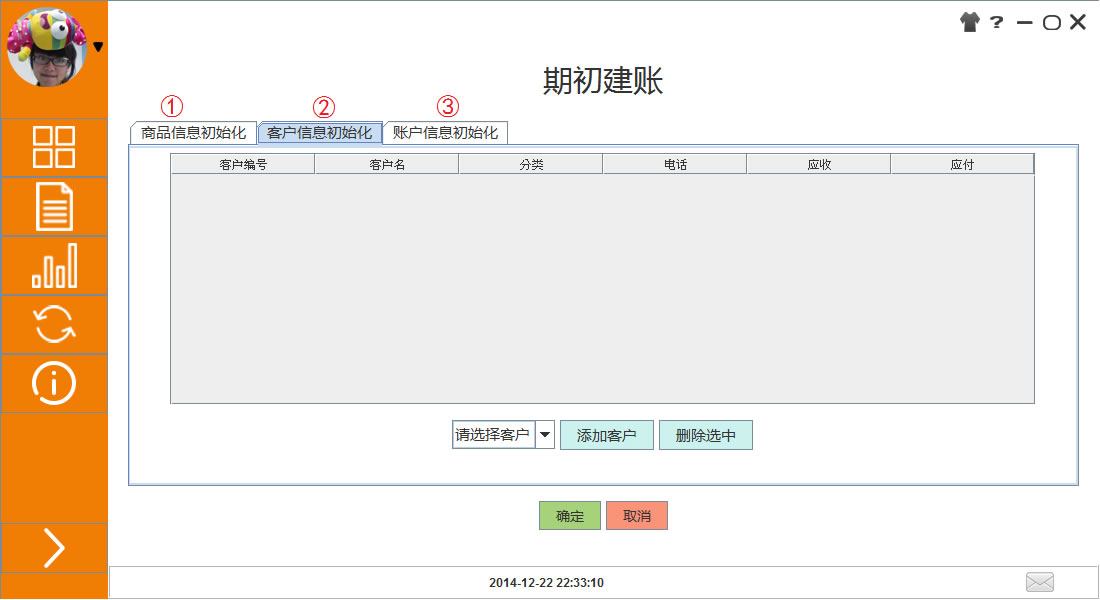 ?
期初建账
① ② ③
商品信息初始化 客户信息初始化 账户信息初始化
客户编号 客户名 分类 电话 应收 应付
请选择客户 添加客户 删除选中
确定 取消
2014-12-22 22:33:10